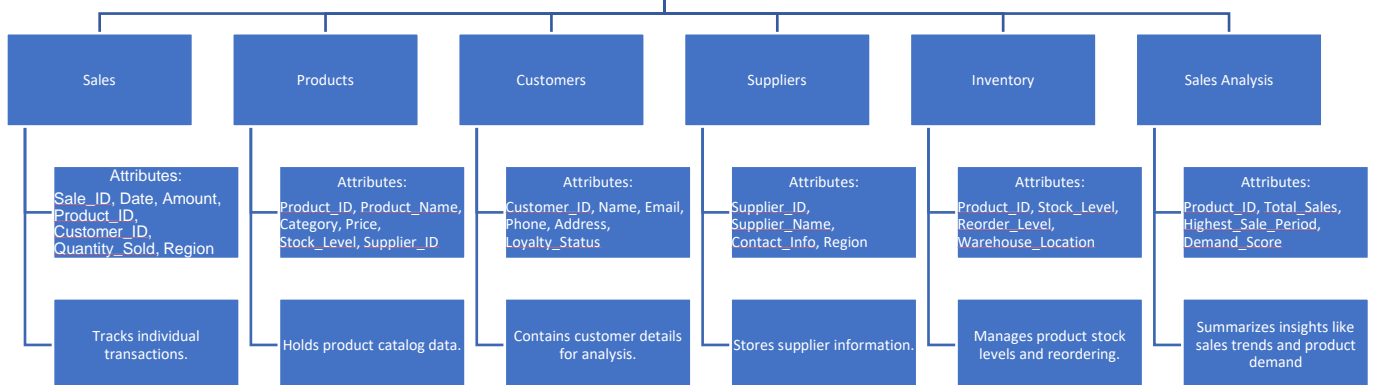 Sales
Products
Customers
Suppliers
Inventory
Sales Analysis
Attributes:
Sale_ID, Date, Amount,
Product_ID,
Customer_ID,
Quantity_Sold, Region
Attributes:
Product_ID, Product_Name,
Category, Price,
Stock_Level, Supplier_ID
Attributes:
Customer_ID, Name, Email,
Phone, Address,
Loyalty_Status
Attributes:
Supplier_ID,
Supplier_Name,
Contact_Info, Region
Attributes:
Product_ID, Stock_Level,
Reorder_Level,
Warehouse_Location
Attributes:
Product_ID, Total_Sales,
Highest_Sale_Period,
Demand_Score
Tracks individual
transactions.
Holds product catalog data.
Contains customer details
for analysis.
Stores supplier information.
Manages product stock
levels and reordering.
Summarizes insights like
sales trends and product
demand